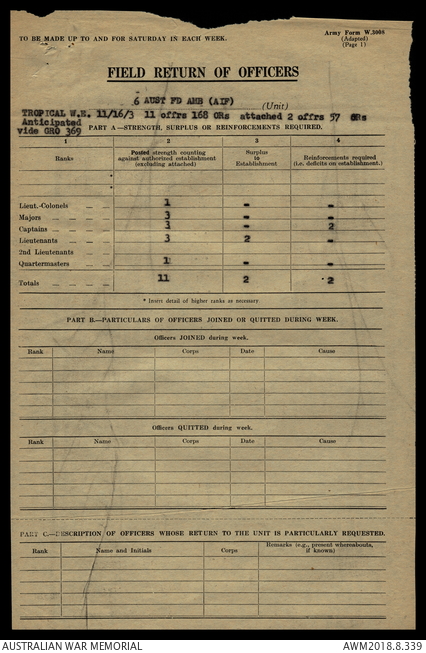 Army Form W.3008
(Adapted)
(Page 1)
TO BE MADE UP TO AND FOR SATURDAY IN EACH WEEK.
FIELD RETURN OF OFFICERS
6 AUST FD AMB (AIF) (Unit)
TROPICAL W.E. 11/16/3 11 offrs 168 ORs attached 2 offrs 57 ORs
Anticipated
vide GRO 369
PART A—STRENGTH, SURPLUS OR REINFORCEMENTS REQUIRED.
1 2 3 4
Ranks Posted strength counting against authorized establishment (excluding attached) Surplus to Establishment Reinforcements required (i.e. deficits on establishment.)
*
*
Lieut.-Colonels 1 - -
Majors 3 - -
Captains 3 - 2
Lieutenants 3 2 -
2nd Lieutenants
Quartermasters 1 - -
Totals 11 2 2
* Insert detail of higher ranks as necessary
PART B.—PARTICULARS OF OFFICERS JOINED OR QUITTED DURING WEEK.
Officers JOINED during week.
Rank Name Corps Date Cause
Officers QUITTED during week.
Rank Name Corps Date Cause
PART C.—DESCRIPTION OF OFFICERS WHOSE RETURN TO THE UNIT IS PARTICULARLY REQUESTED.
Rank Name and Initials Corps Remarks (e.g., present whereabouts, if known)
AUSTRALIAN WAR MEMORIAL AWM2018.8.339